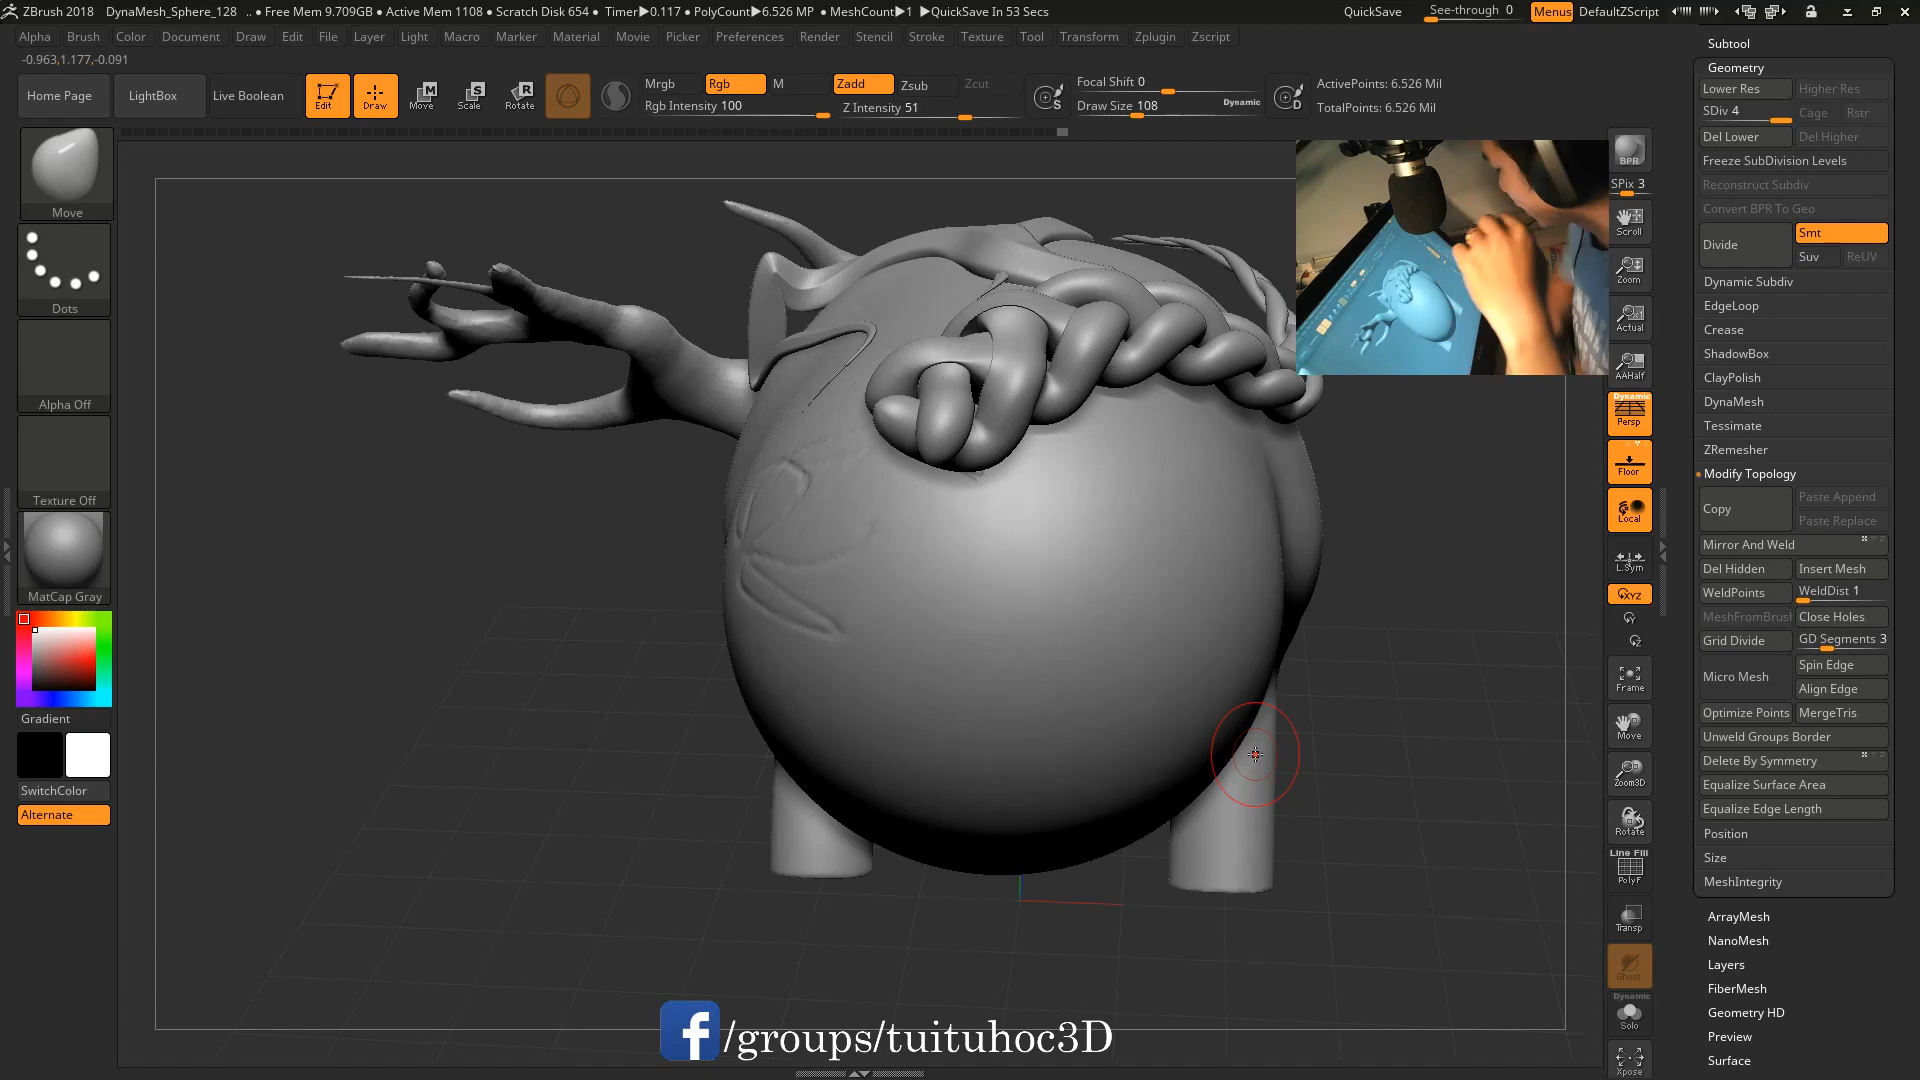 ZBrush 2018 DynaMesh_Sphere_128 .. • Free Mem 9.709GB • Active Mem 1108 • Scratch Disk 654 • Timer▶0.117 • PolyCount▶6.526 MP • MeshCount▶1 ▶QuickSave In 53 Secs QuickSave See-through 0 Menus DefaultZScript
Alpha Brush Color Document Draw Edit File Layer Light Macro Marker Material Movie Picker Preferences Render Stencil Stroke Texture Tool Transform Zplugin Zscript
-0.963,1.177,-0.091
Home Page LightBox Live Boolean Edit Draw Move Scale Rotate
Mrgb Rgb M Zadd Zsub Zcut
Rgb Intensity 100 Z Intensity 51
S Focal Shift 0
Draw Size 108 Dynamic
D ActivePoints: 6.526 Mil
TotalPoints: 6.526 Mil
Move
Dots
Alpha Off
Texture Off
MatCap Gray
Gradient
SwitchColor
Alternate
f /groups/tuituhoc3D
BPR
SPix 3
Scroll
Zoom
Actual
AAHalf
Dynamic
Persp
Floor
Local
L.Sym
XYZ
Y
Z
Frame
Move
Zoom3D
Rotate
Line Fill
PolyF
Transp
Ghost
Dynamic
Solo
Xpose
Subtool
Geometry
Lower Res Higher Res
SDiv 4 Cage Rstr
Del Lower Del Higher
Freeze SubDivision Levels
Reconstruct Subdiv
Convert BPR To Geo
Divide Smt
Suv ReUV
Dynamic Subdiv
EdgeLoop
Crease
ShadowBox
ClayPolish
DynaMesh
Tessimate
ZRemesher
Modify Topology
Copy Paste Append
Paste Replace
Mirror And Weld
Del Hidden Insert Mesh
WeldPoints WeldDist 1
MeshFromBrus Close Holes
Grid Divide GD Segments 3
Micro Mesh Spin Edge
Align Edge
Optimize Points MergeTris
Unweld Groups Border
Delete By Symmetry
Equalize Surface Area
Equalize Edge Length
Position
Size
MeshIntegrity
ArrayMesh
NanoMesh
Layers
FiberMesh
Geometry HD
Preview
Surface